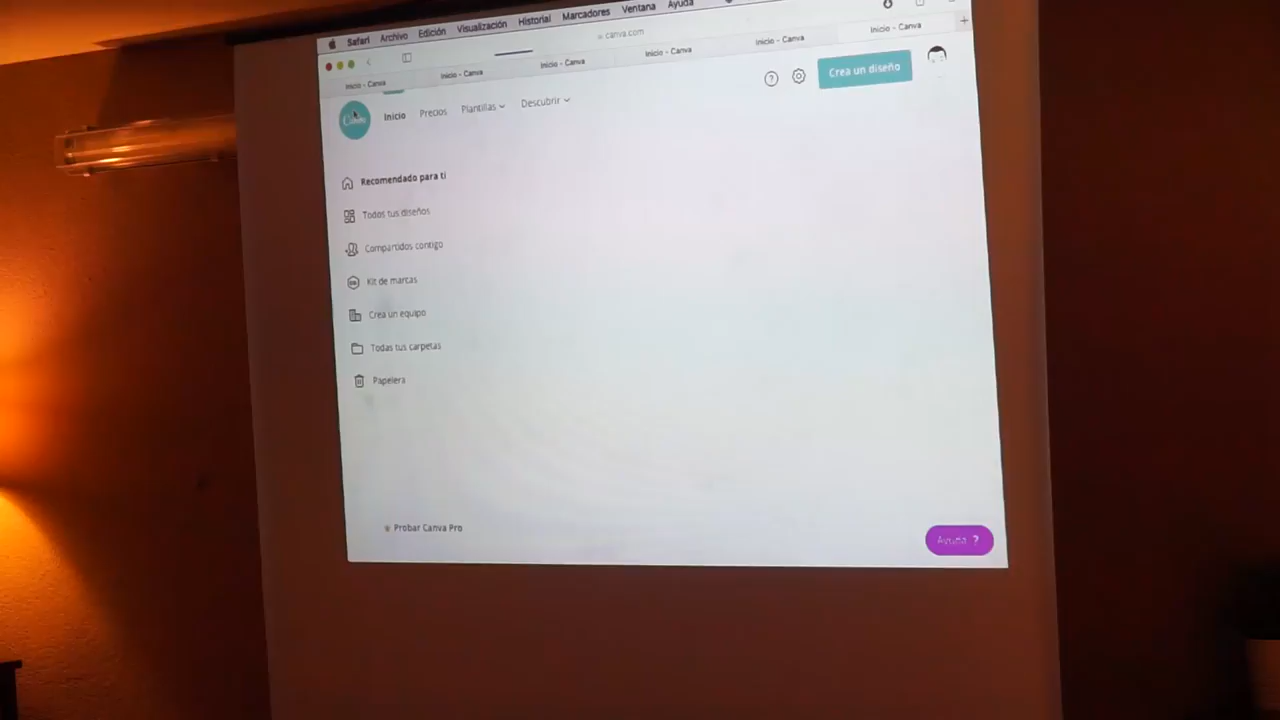 Safari Archivo Edición Visualización Historial Marcadores Ventana Ayuda
canva.com
Inicio - Canva Inicio - Canva Inicio - Canva Inicio - Canva Inicio - Canva Inicio - Canva
Canva Inicio Precios Plantillas Descubrir ? Crea un diseño
Recomendado para ti
Todos tus diseños
Compartidos contigo
Kit de marcas
Crea un equipo
Todas tus carpetas
Papelera
Probar Canva Pro
Ayuda ?